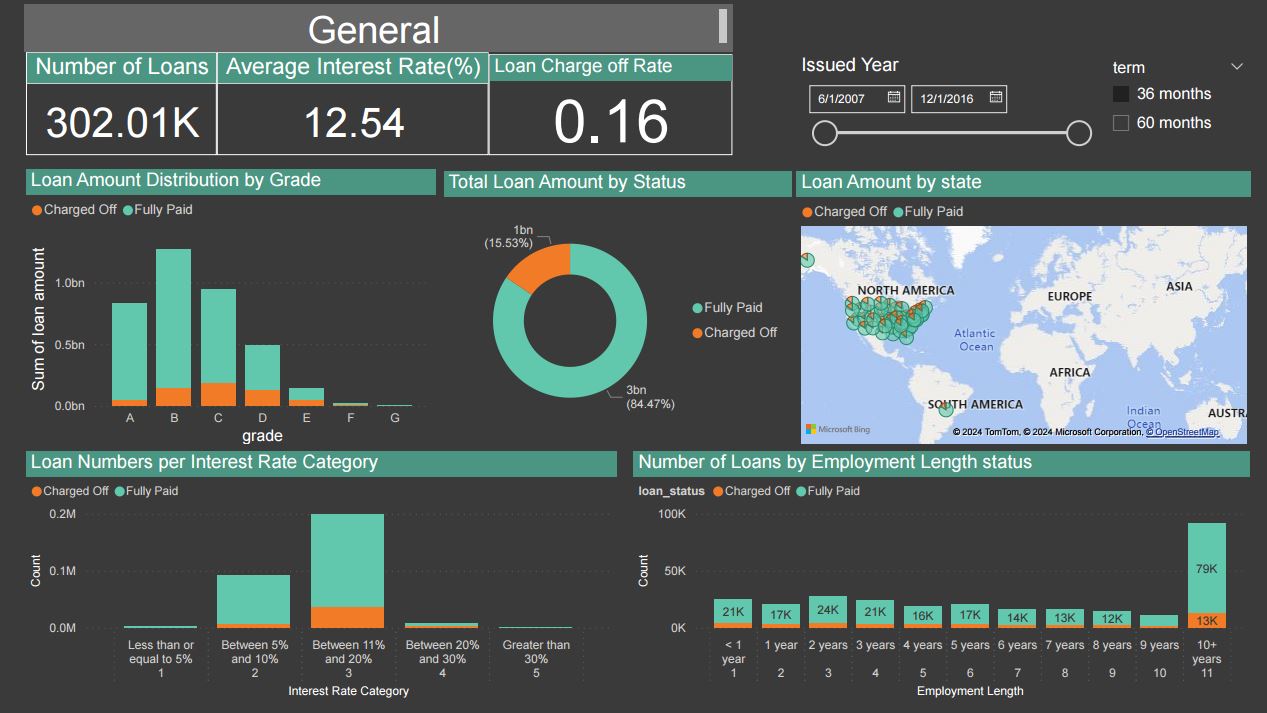 General
Number of Loans
302.01K
Average Interest Rate(%)
12.54
Loan Charge off Rate
0.16
Issued Year
6/1/2007
12/1/2016
term
36 months
60 months
Loan Amount Distribution by Grade
Charged Off Fully Paid
Sum of loan amount
1.0bn
0.5bn
0.0bn
A B C D E F G
grade
Total Loan Amount by Status
1bn
(15.53%)
3bn
(84.47%)
Fully Paid
Charged Off
Loan Amount by state
Charged Off Fully Paid
NORTH AMERICA
EUROPE
ASIA
Atlantic
Ocean
AFRICA
SOUTH AMERICA
Indian
Ocean
AUSTRA
Microsoft Bing
© 2024 TomTom, © 2024 Microsoft Corporation, © OpenStreetMap
Loan Numbers per Interest Rate Category
Charged Off Fully Paid
Count
0.2M
0.1M
0.0M
Less than or
equal to 5%
1
Between 5%
and 10%
2
Between 11%
and 20%
3
Between 20%
and 30%
4
Greater than
30%
5
Interest Rate Category
Number of Loans by Employment Length status
loan_status Charged Off Fully Paid
Count
100K
50K
0K
21K 17K 24K 21K 16K 17K 14K 13K 12K 79K
13K
< 1
year
1
1 year
2
2 years
3
3 years
4
4 years
5
5 years
6
6 years
7
7 years
8
8 years
9
9 years
10
10+
years
11
Employment Length